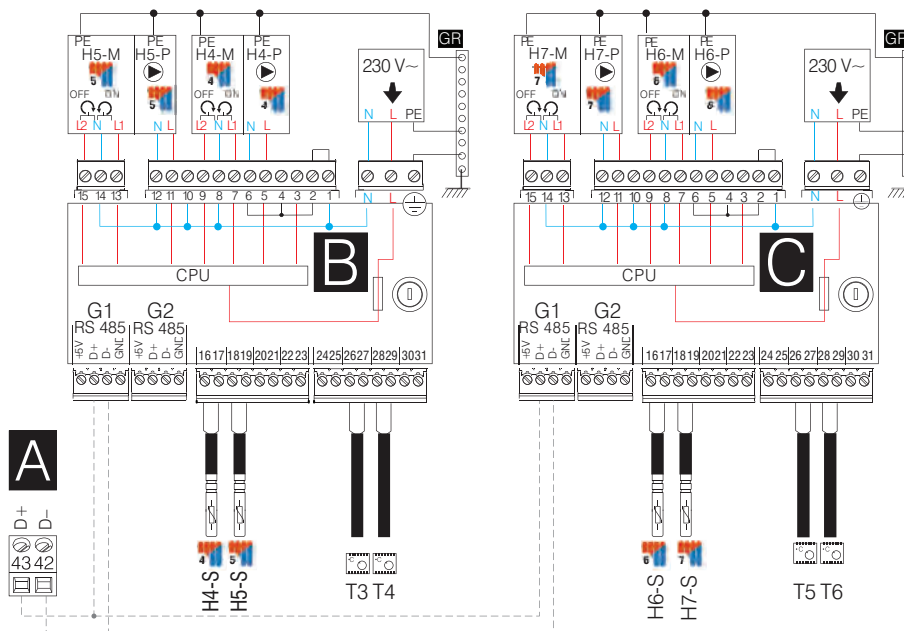 GR
GR
PE PE PE PE
H5-M H5-P H4-M H4-P
5 5 4 4
OFF ON OFF ON
L2 N L1 N L L2 N L1 N L
230 V~
N L PE
15 14 13 12 11 10 9 8 7 6 5 4 3 2 1
N L
CPU
B
G1 G2
RS 485 RS 485
+5V D+ D- GND +5V D+ D- GND
16 17 18 19 20 21 22 23 24 25 26 27 28 29 30 31
4 5
H4-S H5-S
T3 T4
PE PE PE PE
H7-M H7-P H6-M H6-P
7 7 6 6
OFF ON OFF ON
L2 N L1 N L L2 N L1 N L
230 V~
N L PE
15 14 13 12 11 10 9 8 7 6 5 4 3 2 1
N L
CPU
C
G1 G2
RS 485 RS 485
+5V D+ D- GND +5V D+ D- GND
16 17 18 19 20 21 22 23 24 25 26 27 28 29 30 31
6 7
H6-S H7-S
T5 T6
A
D+ D-
43 42